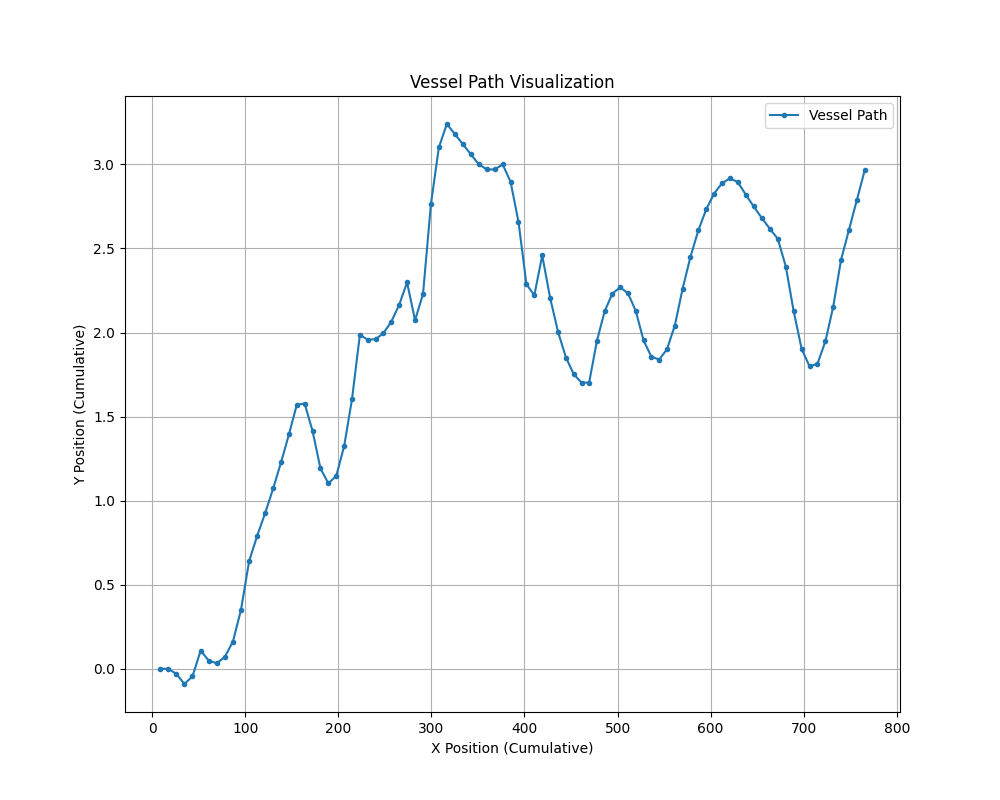 Vessel Path Visualization
Vessel Path
3.0
2.5
2.0
1.5
1.0
0.5
0.0
Y Position (Cumulative)
0 100 200 300 400 500 600 700 800
X Position (Cumulative)